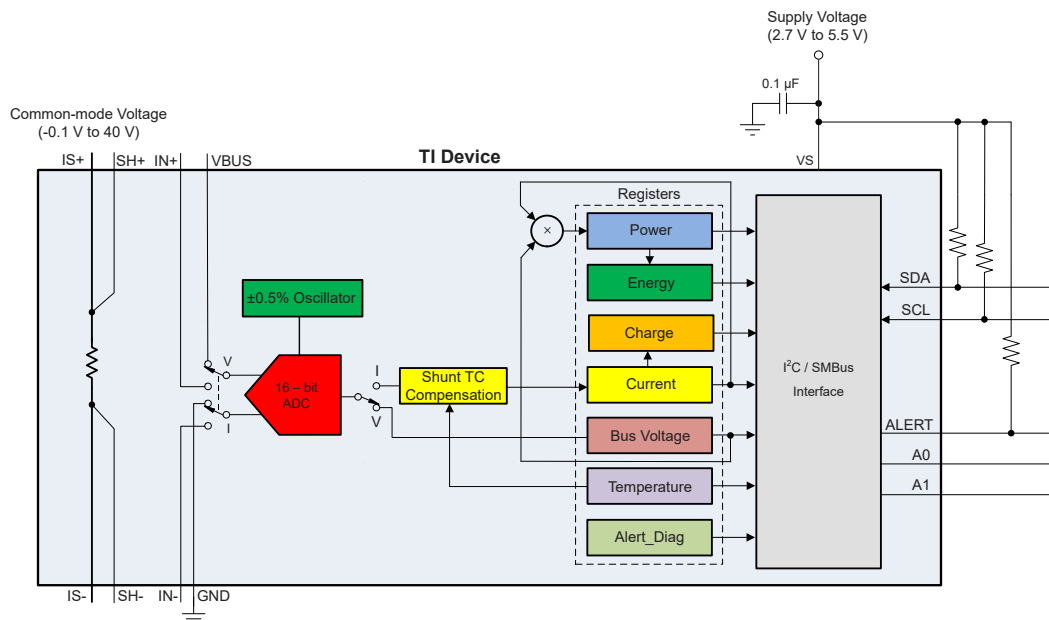 Supply Voltage
(2.7 V to 5.5 V)
0.1 µF
Common-mode Voltage
(-0.1 V to 40 V)
IS+
SH+
IN+
VBUS
TI Device
VS
Registers
×
Power
Energy
±0.5% Oscillator
Charge
SDA
SCL
V
I
16 – bit
ADC
I
V
Shunt TC
Compensation
Current
I²C / SMBus
Interface
Bus Voltage
ALERT
A0
Temperature
A1
Alert_Diag
IS-
SH-
IN-
GND